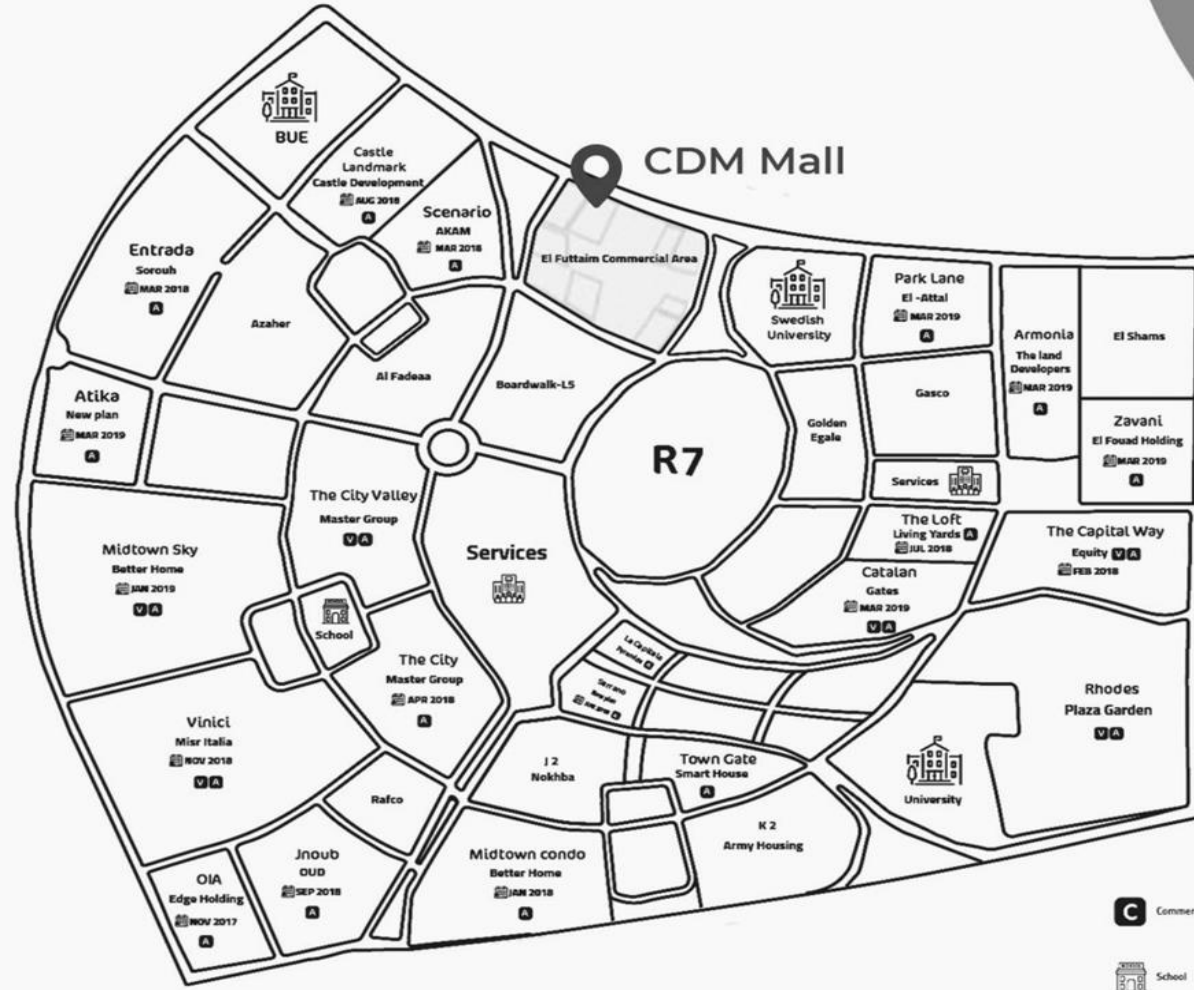 BUE
CDM Mall
Castle
Landmark
Castle Development
AUG 2018
A
Scenario
AKAM
MAR 2018
A
El Futtaim Commercial Area
Entrada
Sorouh
MAR 2018
A
Swedish
University
Park Lane
El -Attal
MAR 2019
A
Armonia
The land
Developers
MAR 2019
A
El Shams
Azaher
Al Fadeaa
Boardwalk-L5
Gasco
Atika
New plan
MAR 2019
A
Golden
Egale
Zavani
El Fouad Holding
MAR 2019
A
R7
Services
The City Valley
Master Group
V A
The Loft
Living Yards A
JUL 2018
The Capital Way
Equity V A
FEB 2018
Midtown Sky
Better Home
JAN 2019
V A
Services
Catalan
Gates
MAR 2019
V A
School
La Capitale
Pyramids A
The City
Master Group
APR 2018
A
New plan
A
Rhodes
Plaza Garden
V A
Vinici
Misr Italia
NOV 2018
V A
J 2
Nokhba
Town Gate
Smart House
A
University
Rafco
K 2
Army Housing
Jnoub
OUD
SEP 2018
A
Midtown condo
Better Home
JAN 2018
A
OIA
Edge Holding
NOV 2017
A
C Commer
School